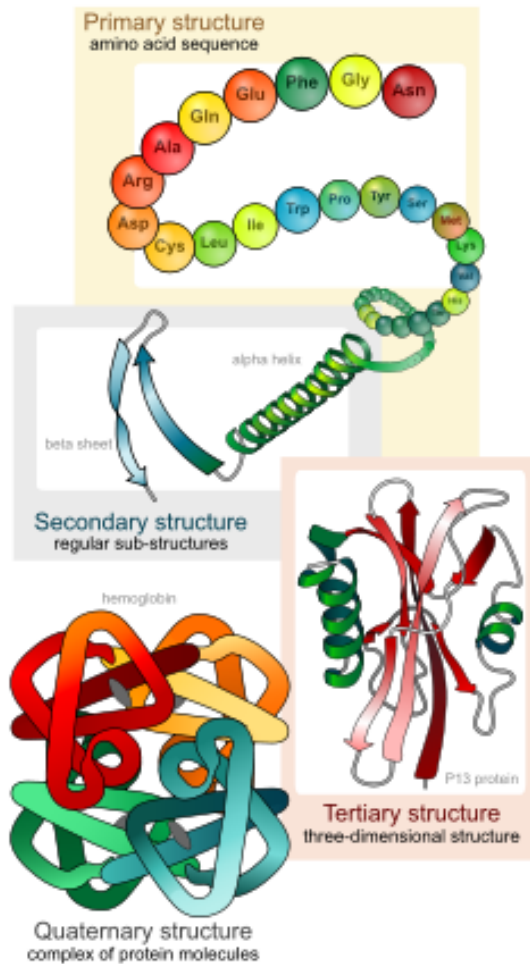 Primary structure
amino acid sequence
Asn
Gly
Phe
Glu
Gln
Ala
Arg
Asp
Cys
Leu
Ile
Trp
Pro
Tyr
Ser
Met
Lys
His
alpha helix
beta sheet
Secondary structure
regular sub-structures
hemoglobin
P13 protein
Tertiary structure
three-dimensional structure
Quaternary structure
complex of protein molecules